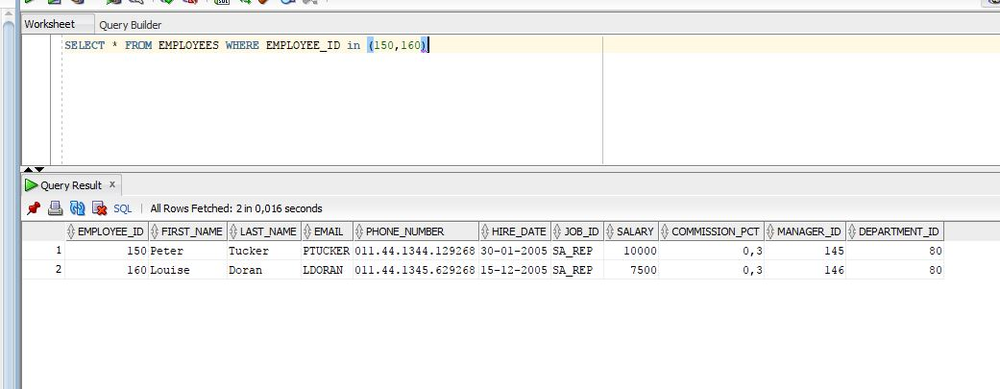 Worksheet Query Builder
SELECT * FROM EMPLOYEES WHERE EMPLOYEE_ID in (150,160)
Query Result x
SQL | All Rows Fetched: 2 in 0,016 seconds
EMPLOYEE_ID FIRST_NAME LAST_NAME EMAIL PHONE_NUMBER HIRE_DATE JOB_ID SALARY COMMISSION_PCT MANAGER_ID DEPARTMENT_ID
1 150 Peter Tucker PTUCKER 011.44.1344.129268 30-01-2005 SA_REP 10000 0,3 145 80
2 160 Louise Doran LDORAN 011.44.1345.629268 15-12-2005 SA_REP 7500 0,3 146 80